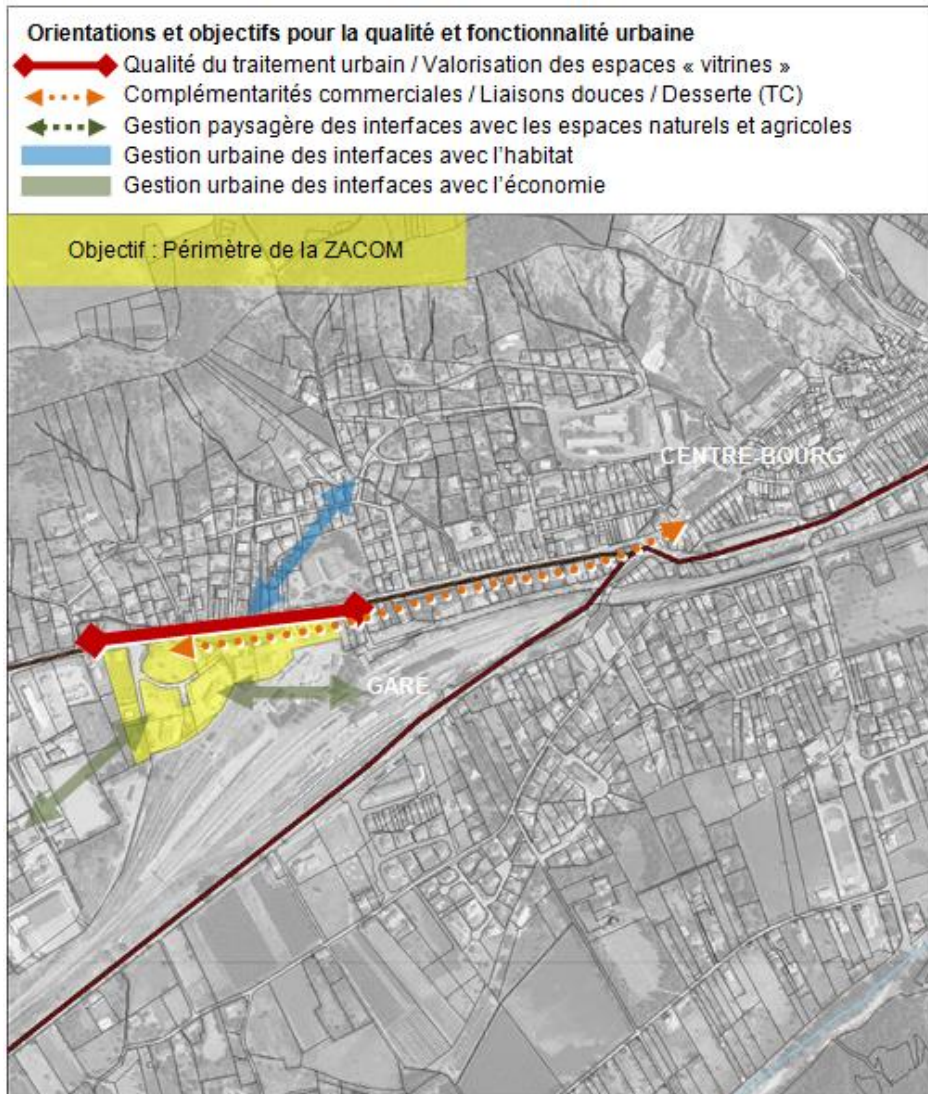 Orientations et objectifs pour la qualité et fonctionnalité urbaine
Qualité du traitement urbain / Valorisation des espaces « vitrines »
Complémentarités commerciales / Liaisons douces / Desserte (TC)
Gestion paysagère des interfaces avec les espaces naturels et agricoles
Gestion urbaine des interfaces avec l'habitat
Gestion urbaine des interfaces avec l'économie
Objectif : Périmètre de la ZACOM
CENTRE-BOURG
GARE